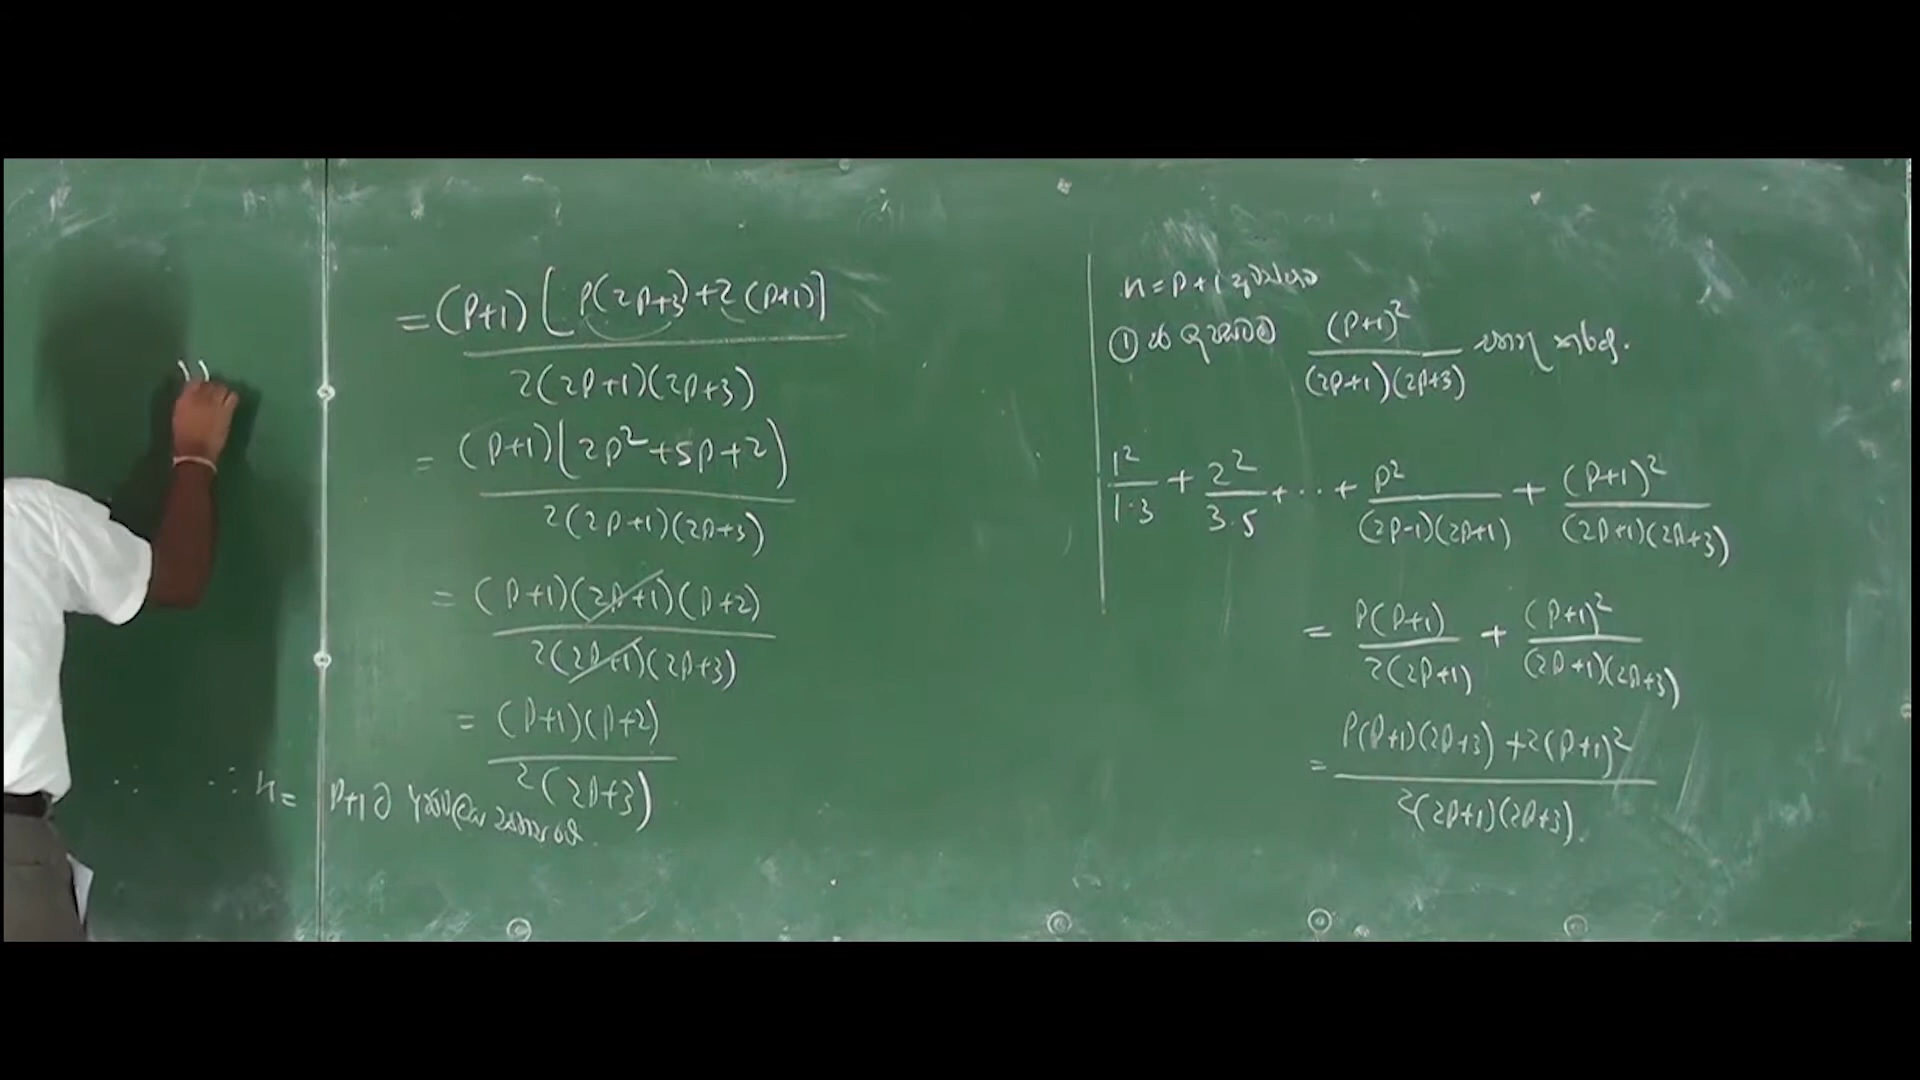 = (P+1) [ P(2P+3) + 2(P+1) ]
2(2P+1)(2P+3)
= (P+1)(2P² + 5P + 2)
2(2P+1)(2P+3)
= (P+1)(2P+1)(P+2)
2(2P+1)(2P+3)
= (P+1)(P+2)
2(2P+3)
∴ n = P+1 ට
n = P+1
① (P+1)²
(2P+1)(2P+3)
1²/1·3 + 2²/3·5 + ··· + P²/(2P-1)(2P+1) + (P+1)²/(2P+1)(2P+3)
= P(P+1)/2(2P+1) + (P+1)²/(2P+1)(2P+3)
= P(P+1)(2P+3) + 2(P+1)²
2(2P+1)(2P+3).